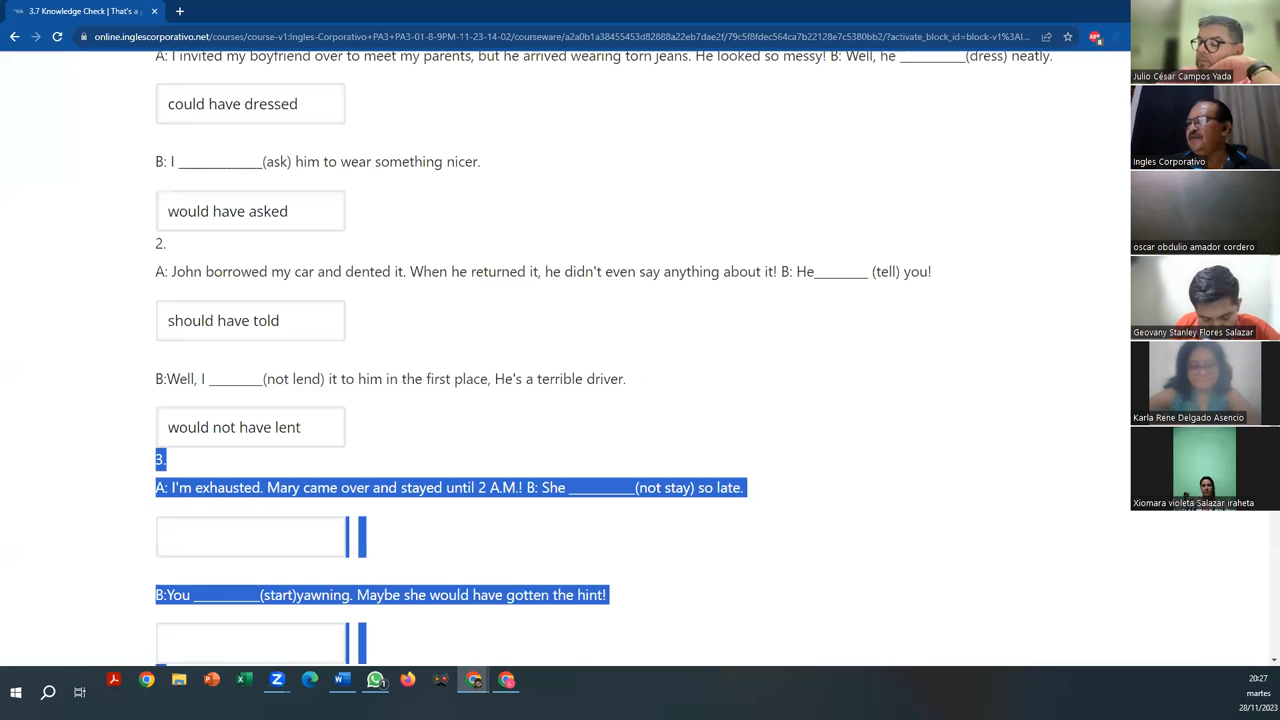 3.7 Knowledge Check | That's a
online.inglescorporativo.net/courses/course-v1:Ingles-Corporativo+PA3+PA3-01-8-9PM-11-23-14-02/courseware/a2a0b1a38455453d82888a22eb7dae2f/79c5f8fdec564ca7b22128e7c5380bb2/?activate_block_id=block-v1%3AI...
A: I invited my boyfriend over to meet my parents, but he arrived wearing torn jeans. He looked so messy! B: Well, he __________(dress) neatly.
could have dressed
B: I _____________(ask) him to wear something nicer.
would have asked
2.
A: John borrowed my car and dented it. When he returned it, he didn't even say anything about it! B: He________ (tell) you!
should have told
B:Well, I ________(not lend) it to him in the first place, He's a terrible driver.
would not have lent
3.
A: I'm exhausted. Mary came over and stayed until 2 A.M.! B: She __________(not stay) so late.
B:You __________(start)yawning. Maybe she would have gotten the hint!
Julio César Campos Yada
Ingles Corporativo
oscar obdulio amador cordero
Geovany Stanley Flores Salazar
Karla Rene Delgado Asencio
Xiomara violeta Salazar iraheta
20:27
martes
28/11/2023